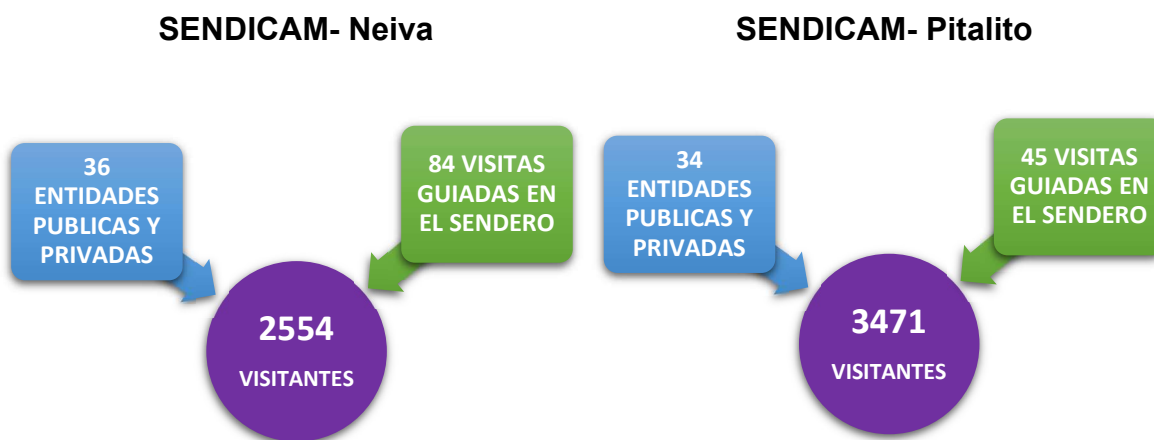 SENDICAM- Neiva
36
ENTIDADES
PUBLICAS Y
PRIVADAS
84 VISITAS
GUIADAS EN
EL SENDERO
2554
VISITANTES
SENDICAM- Pitalito
34
ENTIDADES
PUBLICAS Y
PRIVADAS
45 VISITAS
GUIADAS EN
EL SENDERO
3471
VISITANTES